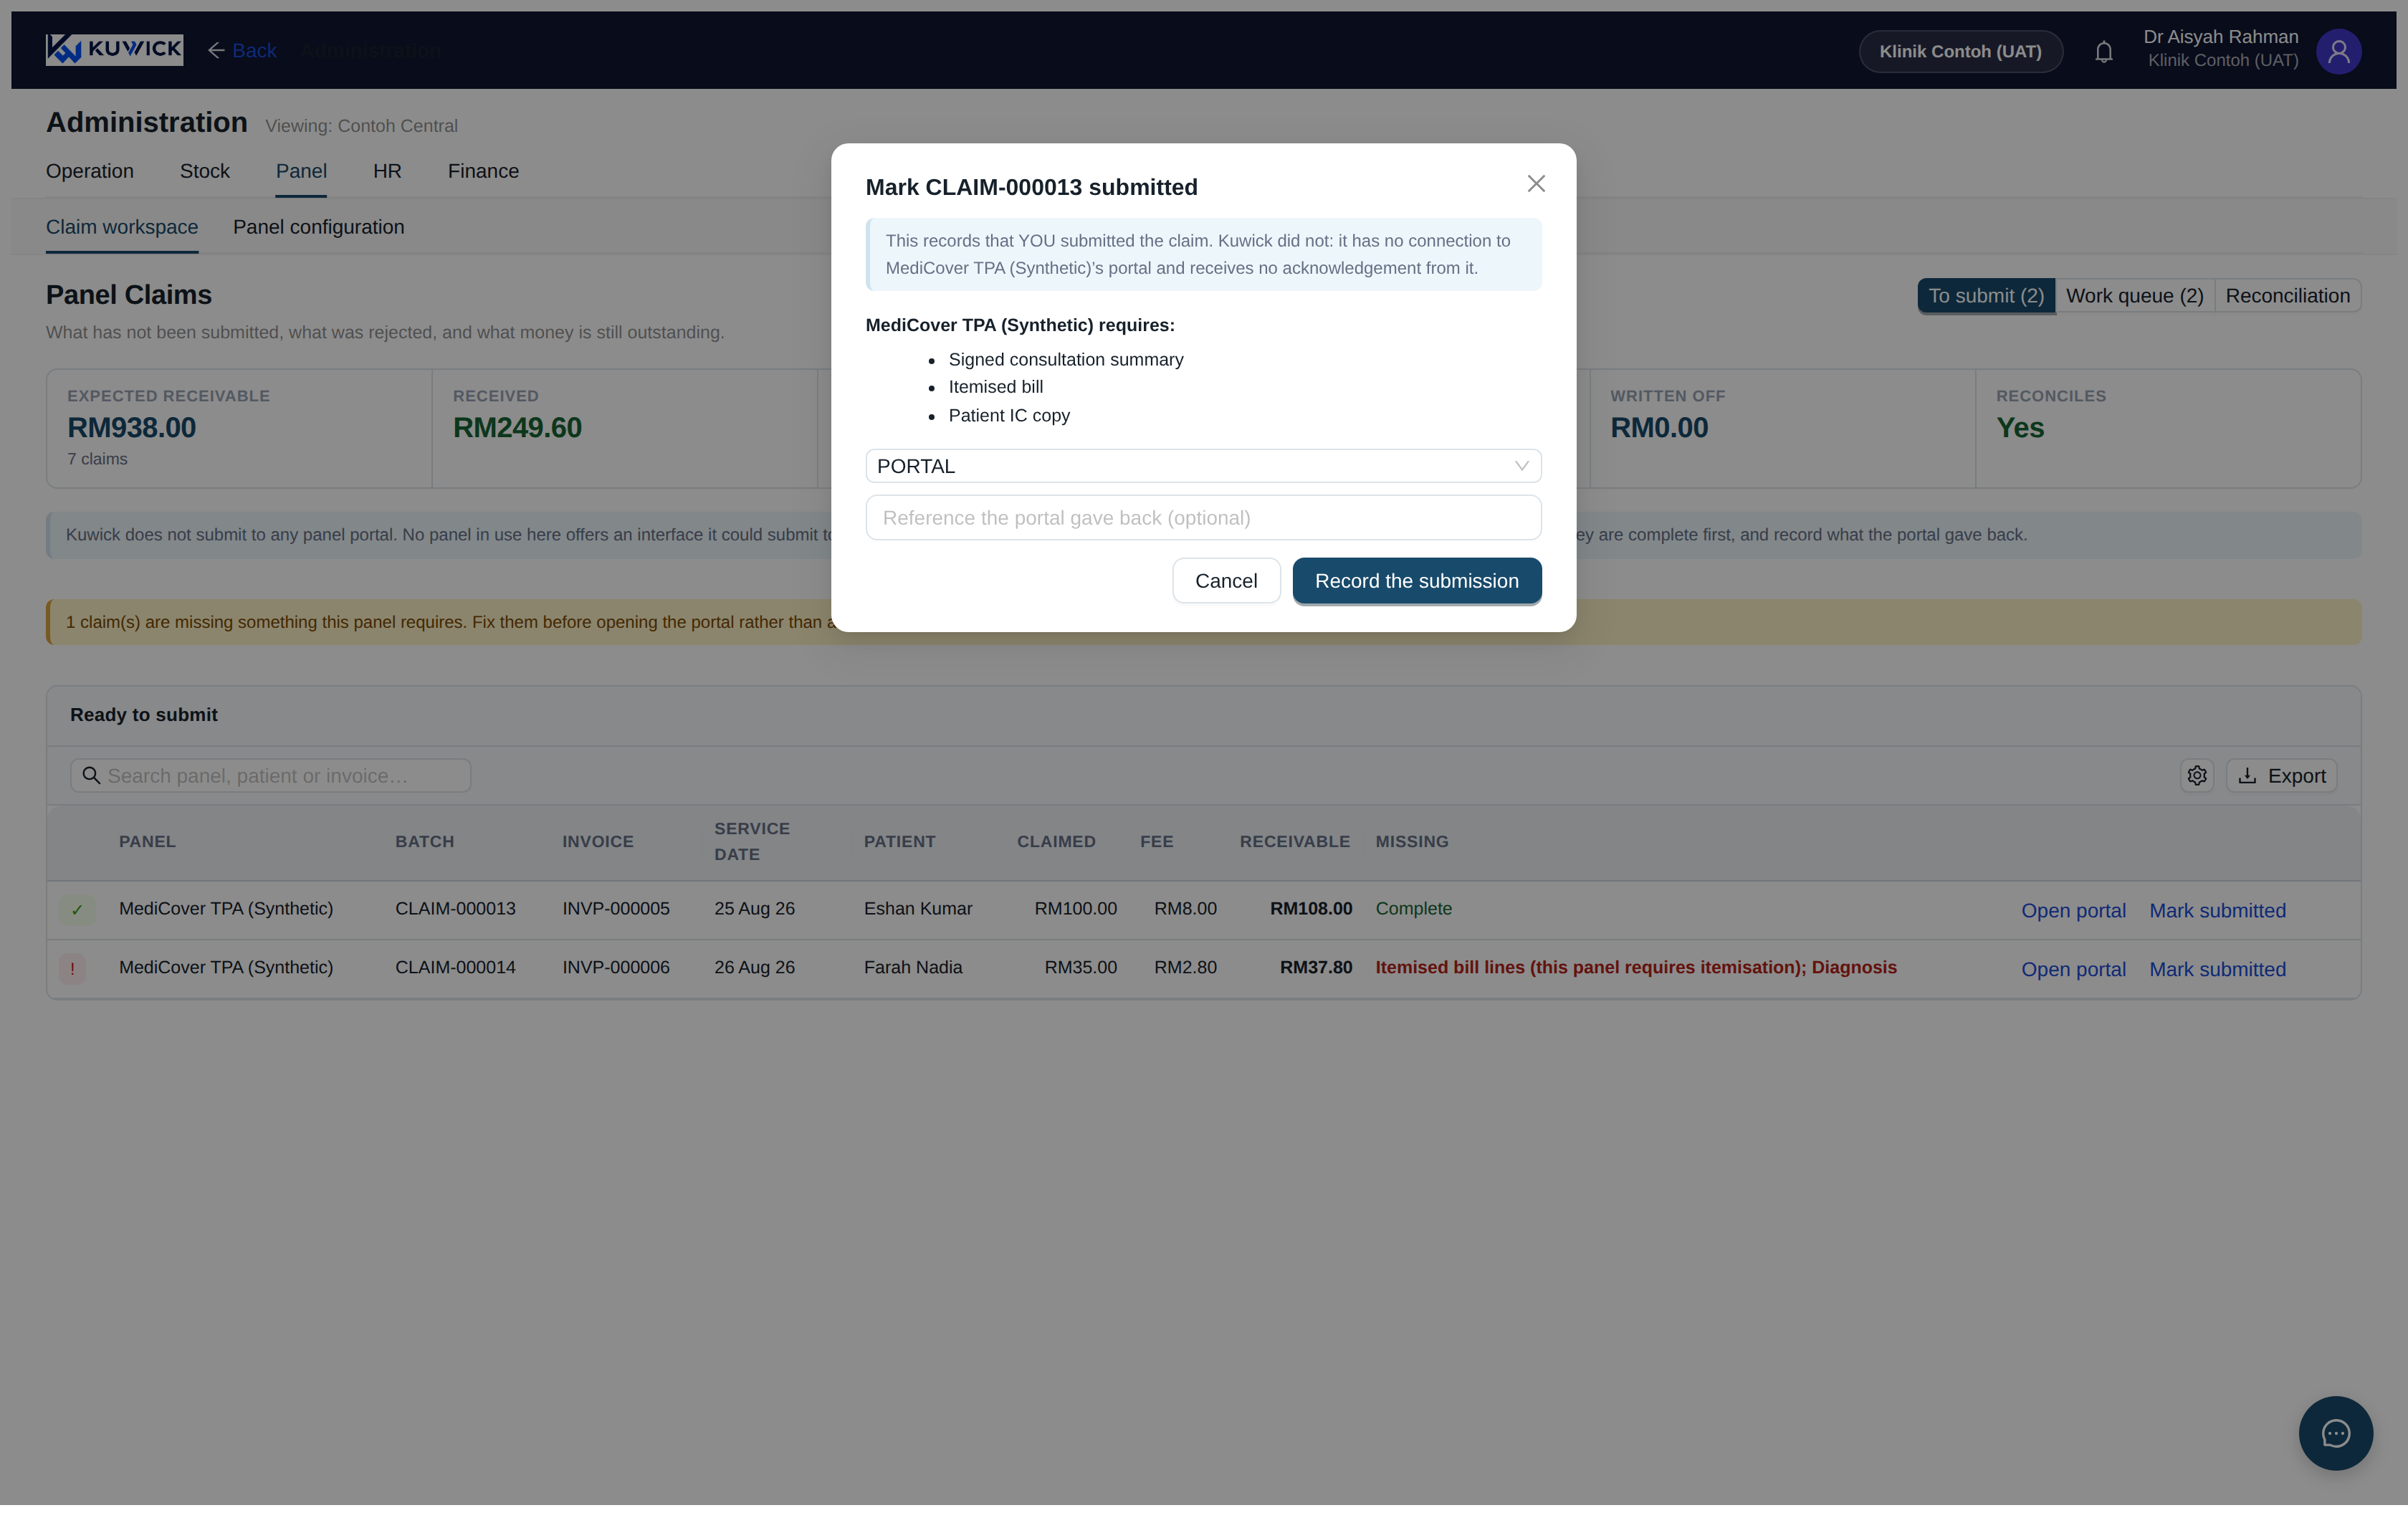 KUWICK
Back
Administration
Klinik Contoh (UAT)
Dr Aisyah Rahman
Klinik Contoh (UAT)
Administration
Viewing: Contoh Central
Operation
Stock
Panel
HR
Finance
Claim workspace
Panel configuration
Panel Claims
What has not been submitted, what was rejected, and what money is still outstanding.
To submit (2)
Work queue (2)
Reconciliation
EXPECTED RECEIVABLE
RM938.00
7 claims
RECEIVED
RM249.60
WRITTEN OFF
RM0.00
RECONCILES
Yes
Kuwick does not submit to any panel portal. No panel in use here offers an interface it could submit
ey are complete first, and record what the portal gave back.
1 claim(s) are missing something this panel requires. Fix them before opening the portal rather than
Mark CLAIM-000013 submitted
This records that YOU submitted the claim. Kuwick did not: it has no connection to
MediCover TPA (Synthetic)'s portal and receives no acknowledgement from it.
MediCover TPA (Synthetic) requires:
• Signed consultation summary
• Itemised bill
• Patient IC copy
PORTAL
Reference the portal gave back (optional)
Cancel
Record the submission
Ready to submit
Search panel, patient or invoice…
Export
PANEL BATCH INVOICE SERVICE DATE PATIENT CLAIMED FEE RECEIVABLE MISSING
✓ MediCover TPA (Synthetic) CLAIM-000013 INVP-000005 25 Aug 26 Eshan Kumar RM100.00 RM8.00 RM108.00 Complete Open portal Mark submitted
! MediCover TPA (Synthetic) CLAIM-000014 INVP-000006 26 Aug 26 Farah Nadia RM35.00 RM2.80 RM37.80 Itemised bill lines (this panel requires itemisation); Diagnosis Open portal Mark submitted